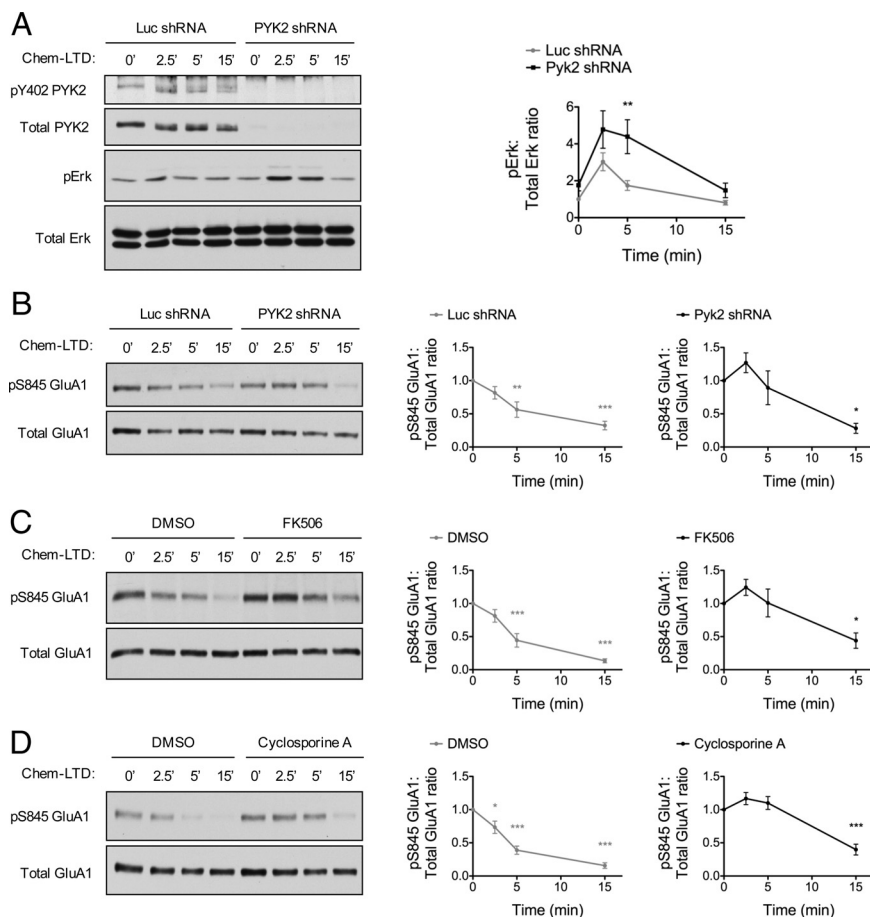 A
Luc shRNA PYK2 shRNA
Chem-LTD: 0' 2.5' 5' 15' 0' 2.5' 5' 15'
pY402 PYK2
Total PYK2
pErk
Total Erk
Luc shRNA
Pyk2 shRNA
pErk:
Total Erk ratio
6
4
2
0
**
0 5 10 15
Time (min)
B
Luc shRNA PYK2 shRNA
Chem-LTD: 0' 2.5' 5' 15' 0' 2.5' 5' 15'
pS845 GluA1
Total GluA1
Luc shRNA
pS845 GluA1:
Total GluA1 ratio
1.5
1.0
0.5
0.0
** ***
0 5 10 15
Time (min)
Pyk2 shRNA
pS845 GluA1:
Total GluA1 ratio
1.5
1.0
0.5
0.0
*
0 5 10 15
Time (min)
C
DMSO FK506
Chem-LTD: 0' 2.5' 5' 15' 0' 2.5' 5' 15'
pS845 GluA1
Total GluA1
DMSO
pS845 GluA1:
Total GluA1 ratio
1.5
1.0
0.5
0.0
*** ***
0 5 10 15
Time (min)
FK506
pS845 GluA1:
Total GluA1 ratio
1.5
1.0
0.5
0.0
*
0 5 10 15
Time (min)
D
DMSO Cyclosporine A
Chem-LTD: 0' 2.5' 5' 15' 0' 2.5' 5' 15'
pS845 GluA1
Total GluA1
DMSO
pS845 GluA1:
Total GluA1 ratio
1.5
1.0
0.5
0.0
* *** ***
0 5 10 15
Time (min)
Cyclosporine A
pS845 GluA1:
Total GluA1 ratio
1.5
1.0
0.5
0.0
***
0 5 10 15
Time (min)